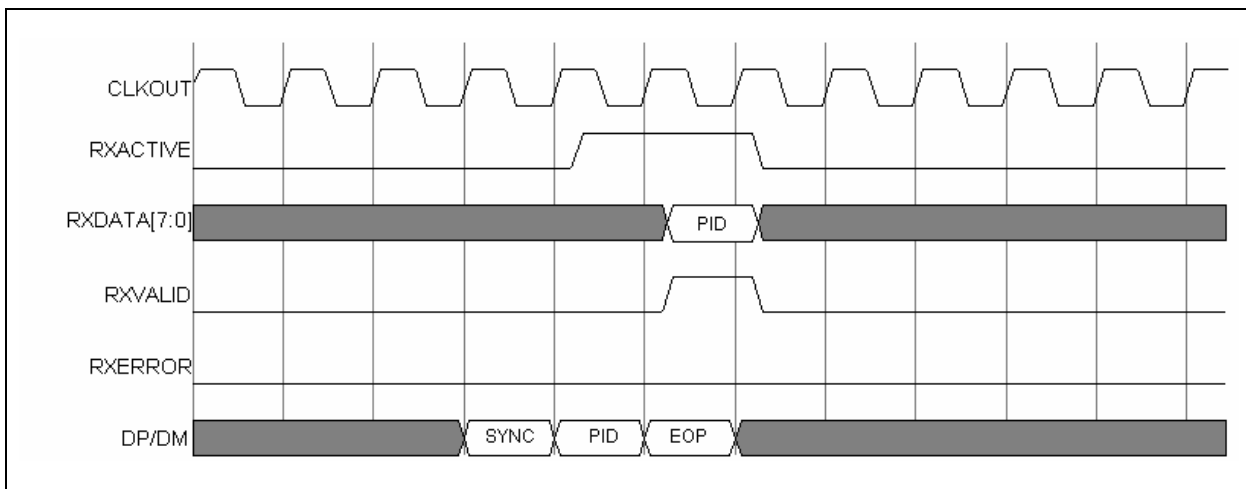 CLKOUT
RXACTIVE
RXDATA[7:0]
PID
RXVALID
RXERROR
DP/DM
SYNC
PID
EOP